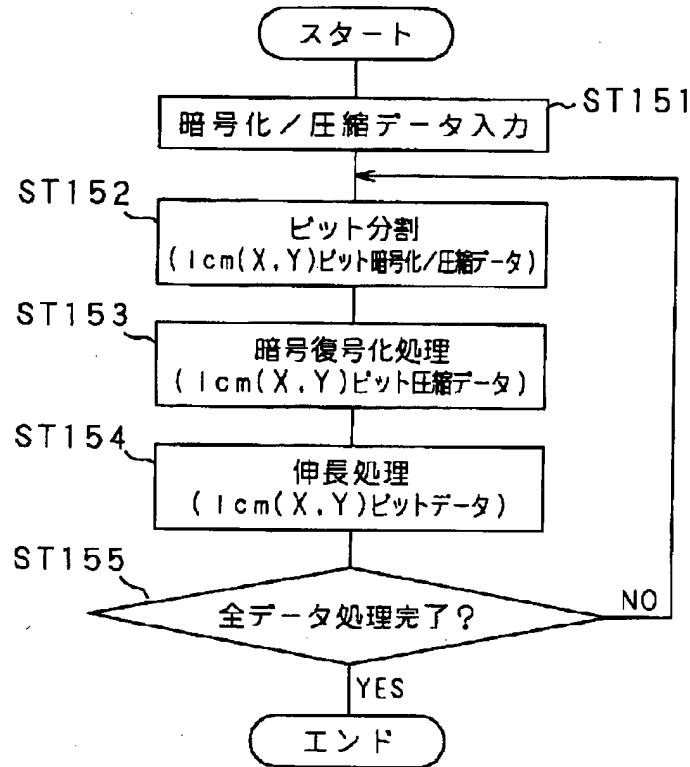 スタート
ST151
暗号化/圧縮データ入力
ST152
ビット分割
(lcm(X,Y)ビット暗号化/圧縮データ)
ST153
暗号復号化処理
(lcm(X,Y)ビット圧縮データ)
ST154
伸長処理
(lcm(X,Y)ビットデータ)
ST155
全データ処理完了?
NO
YES
エンド